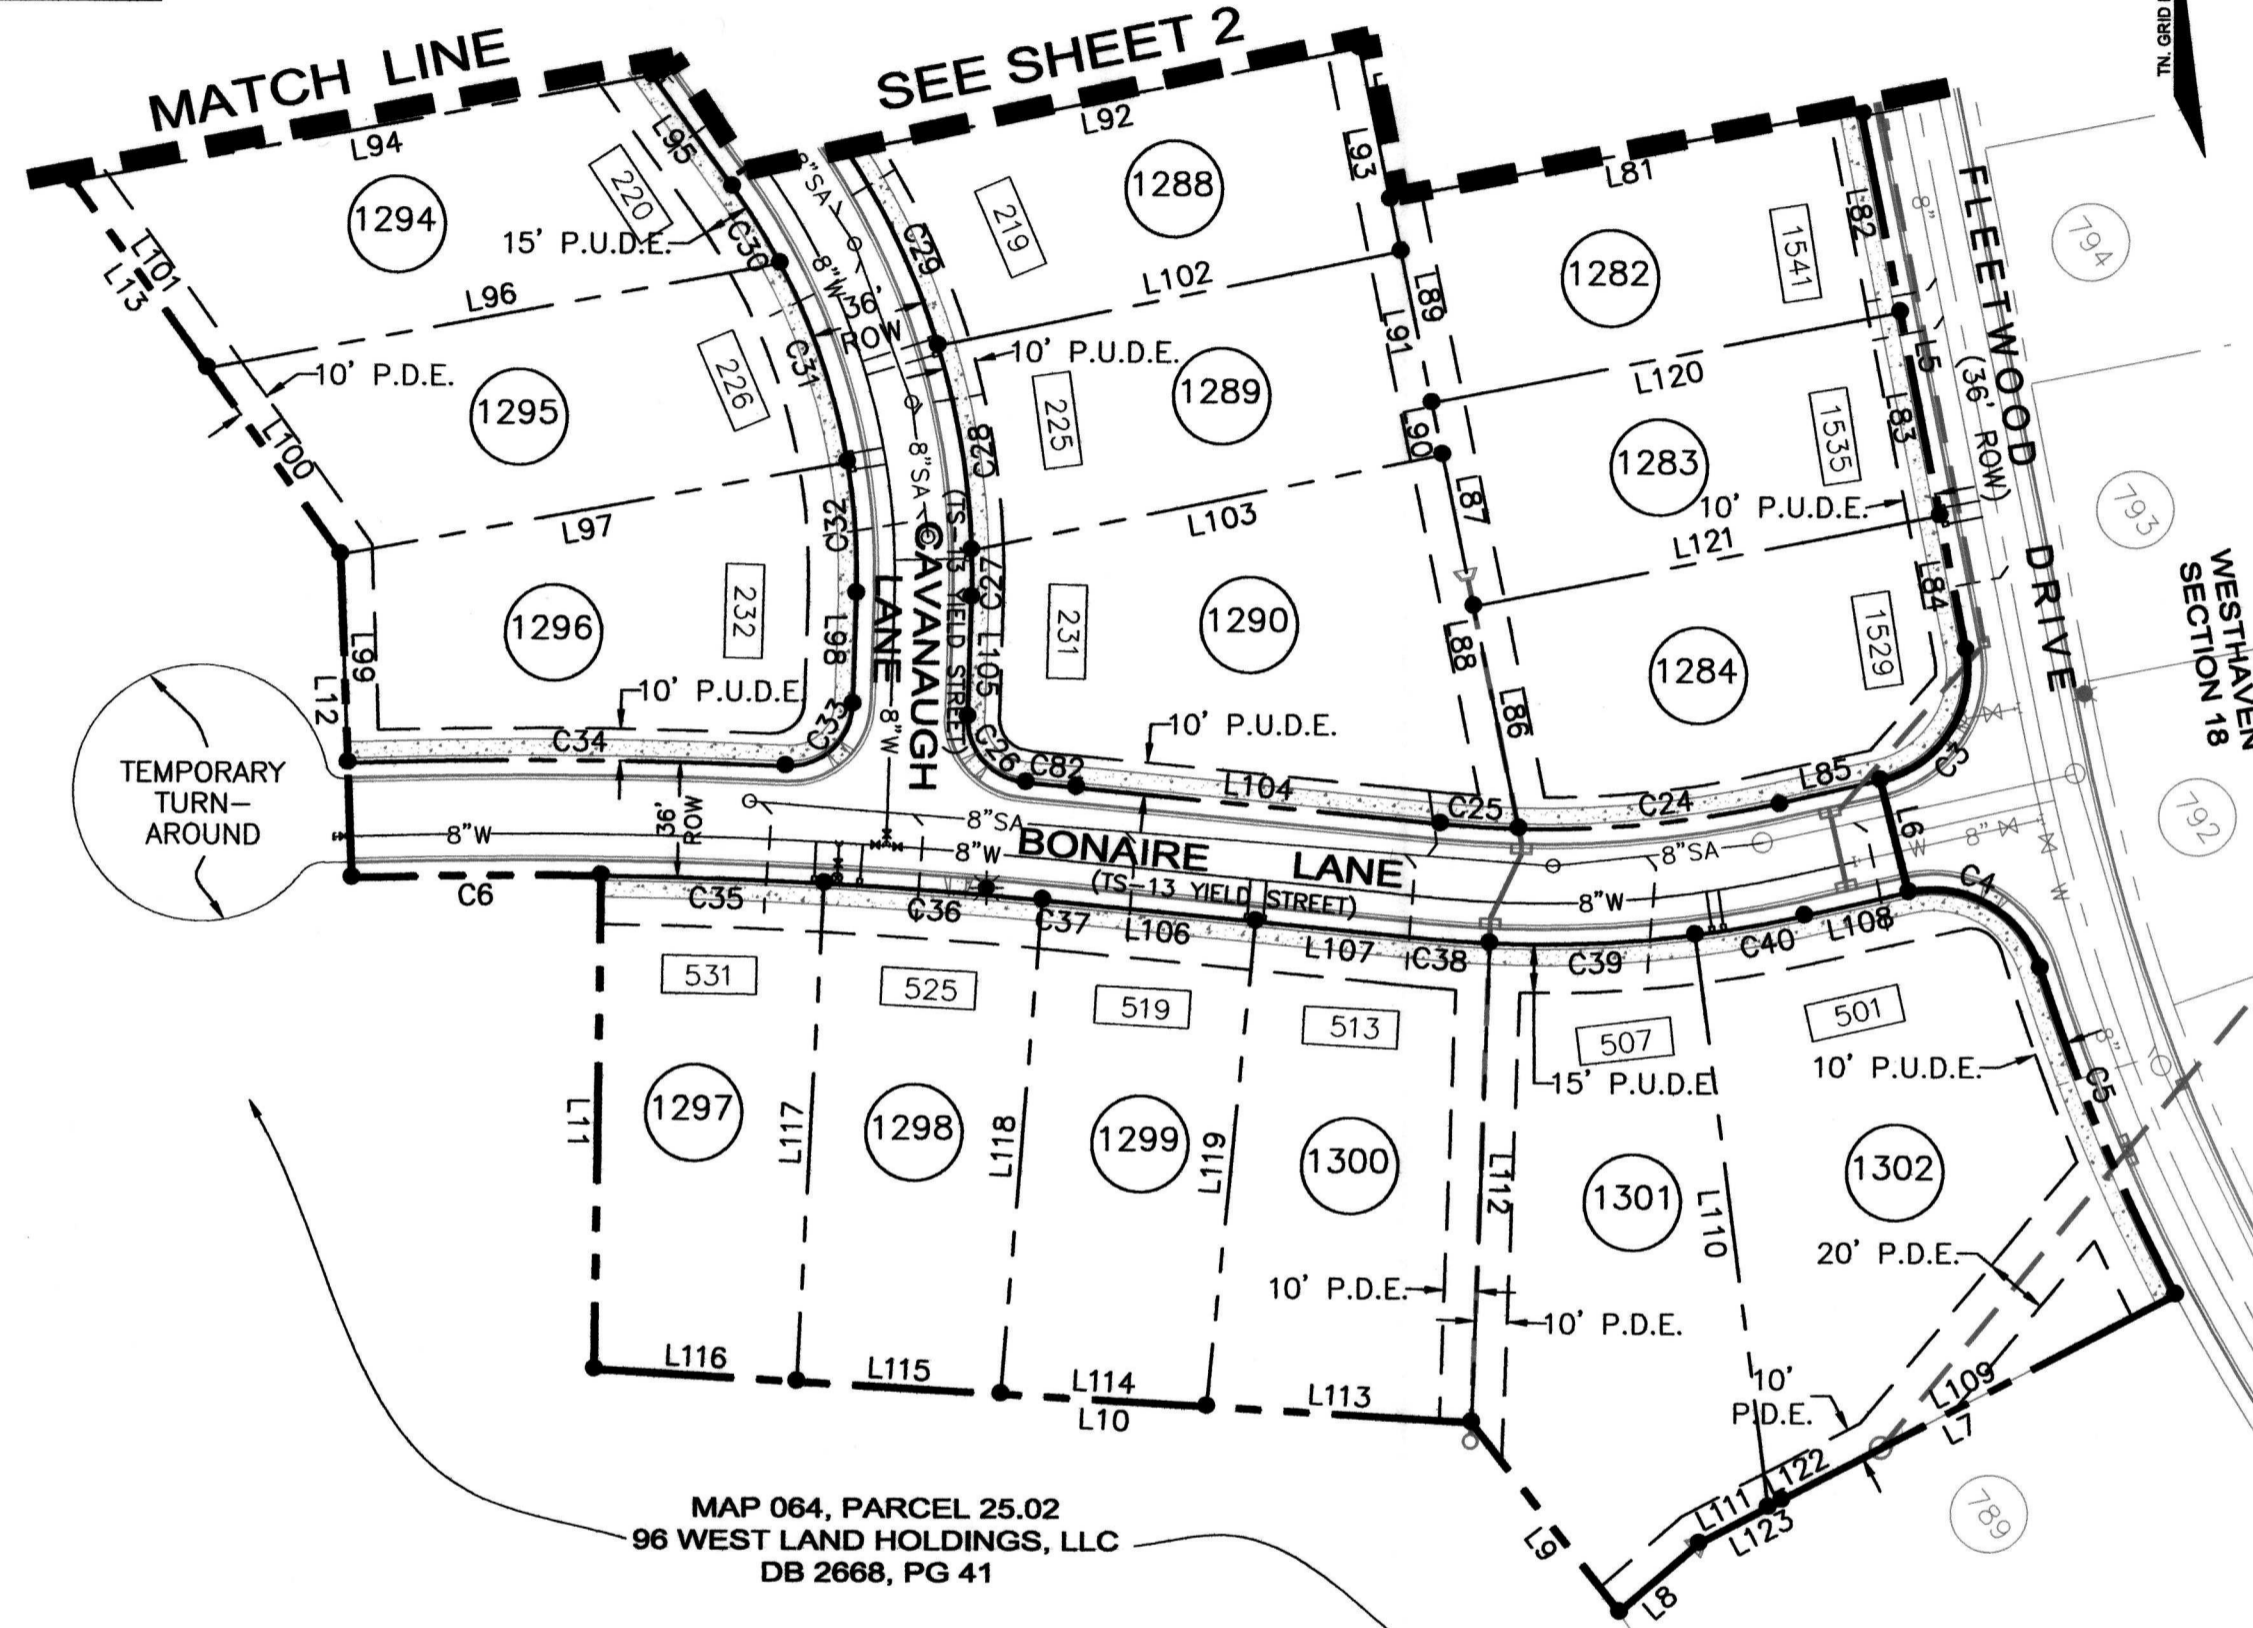 TN. GRID
MATCH LINE
SEE SHEET 2
L94
L95
L92
L93
L81
L82
1294
220
15' P.U.D.E.
C30
8"SA
8"W
C29
219
1288
1282
1541
FLEETWOOD DRIVE
(36' ROW)
8"
794
L101
L13
L96
36'
ROW
L102
L89
L91
L5
10' P.D.E.
1295
226
C31
10' P.U.D.E.
225
1289
L120
L83
L100
C28
8"SA
L90
1283
1535
10' P.U.D.E.
793
L97
C32
(TS-13 YIELD STREET)
CAVANAUGH
LANE
L103
L87
L121
L84
WESTHAVEN
SECTION 18
1296
232
C27
231
1290
L88
1284
1529
L99
L12
L98
L105
10' P.U.D.E.
10' P.U.D.E.
L86
C33
8"W
C34
C26
C82
L104
C25
C24
L85
C3
TEMPORARY
TURN-
AROUND
8"W
36'
ROW
8"SA
8"W
BONAIRE LANE
(TS-13 YIELD STREET)
8"SA
8"W
L6
W
8"
W
792
C6
C35
C36
C37
L106
L107
C38
C39
C40
L108
C4
531
525
519
513
507
501
15' P.U.D.E.
10' P.U.D.E.
8"
C5
L11
1297
L117
1298
L118
1299
L119
1300
L112
1301
L110
1302
20' P.D.E.
10' P.D.E.
10' P.D.E.
L116
L115
L114
L10
L113
10'
P.D.E.
L109
L7
L122
L111
L123
L9
L8
789
MAP 064, PARCEL 25.02
96 WEST LAND HOLDINGS, LLC
DB 2668, PG 41